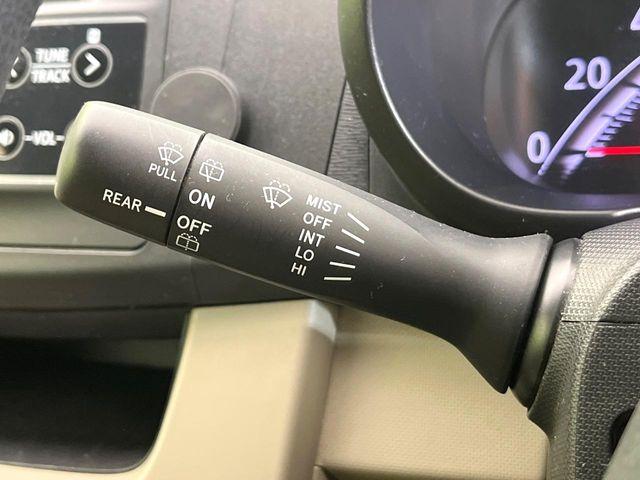 TUNE
TRACK
VOL
PULL
REAR
ON
OFF
MIST
OFF
INT
LO
HI
20
0